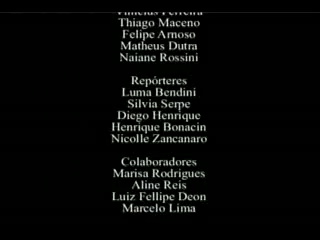 Thiago Maceno
Felipe Arnoso
Matheus Dutra
Naiane Rossini
Repórteres
Luma Bendini
Silvia Serpe
Diego Henrique
Henrique Bonacin
Nicolle Zancanaro
Colaboradores
Marisa Rodrigues
Aline Reis
Luiz Fellipe Deon
Marcelo Lima